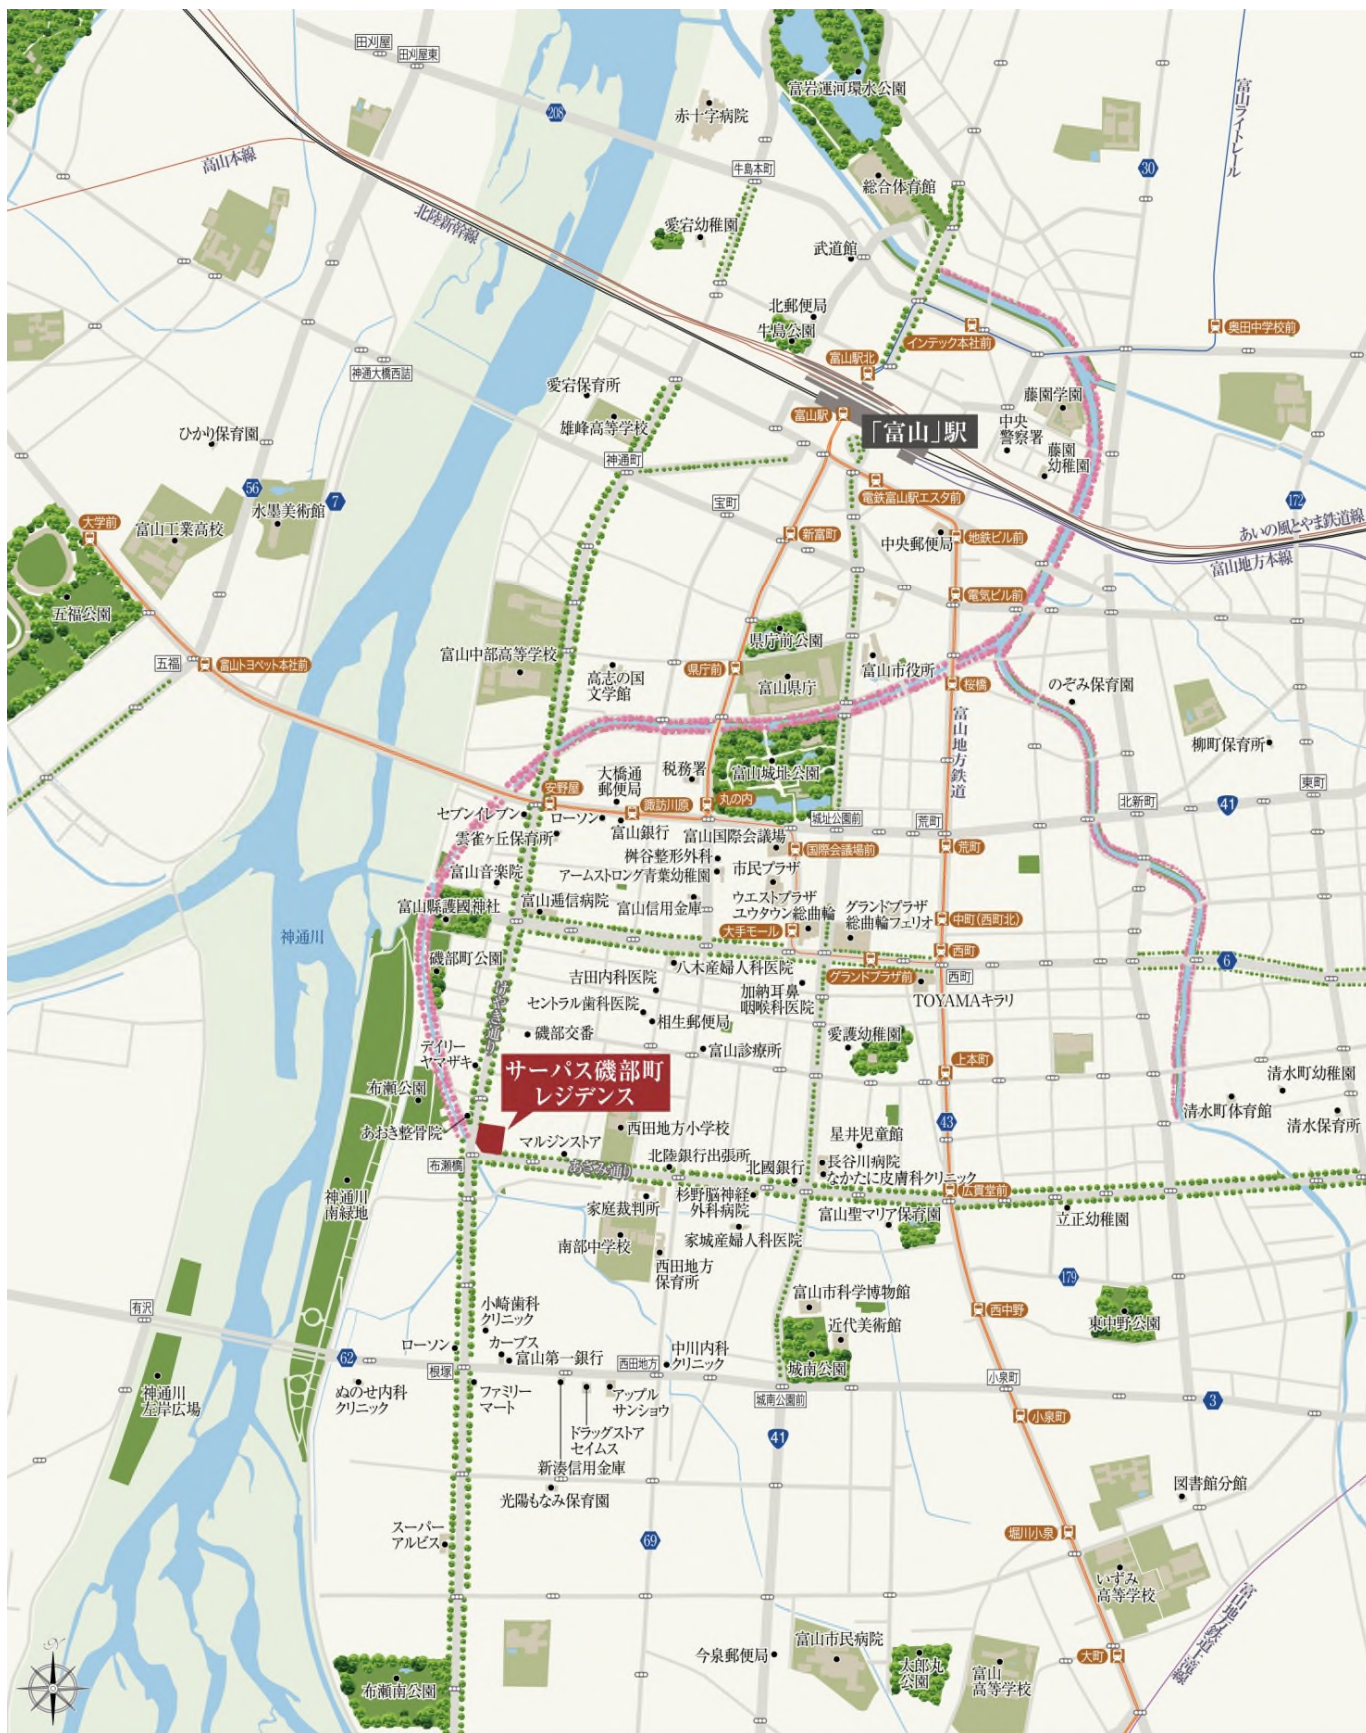 田刈屋
田刈屋東
208
赤十字病院
富岩運河環水公園
富山ライトレール
高山本線
牛島本町
総合体育館
30
北陸新幹線
愛宕幼稚園
武道館
北郵便局
牛島公園
インテック本社前
奥田中学校前
神通大橋西詰
富山駅北
愛宕保育所
雄峰高等学校
富山駅
「富山」駅
藤園学園
中央
警察署
藤園
幼稚園
ひかり保育園
神通町
56
7
水墨美術館
大学前
富山工業高校
宝町
電鉄富山駅エスタ前
172
新富町
中央郵便局
地鉄ビル前
あいの風とやま鉄道線
富山地方本線
五福公園
電気ビル前
五福
富山トヨペット本社前
富山中部高等学校
高志の国
文学館
県庁前公園
県庁前
富山県庁
富山市役所
桜橋
のぞみ保育園
富山地方鉄道
柳町保育所
税務署
富山城址公園
大橋通
郵便局
安野屋
諏訪川原
丸の内
東町
北新町
41
セブンイレブン
ローソン
富山銀行
富山国際会議場
城址公園前
荒町
雲雀ヶ丘保育所
国際会議場前
荒町
桝谷整形外科
アームストロング青葉幼稚園
市民プラザ
富山音楽院
富山縣護國神社
富山逓信病院
富山信用金庫
ウエストプラザ
ユウタウン総曲輪
グランドプラザ
総曲輪フェリオ
中町(西町北)
神通川
大手モール
西町
磯部町公園
けやき通り
吉田内科医院
八木産婦人科医院
グランドプラザ前
西町
6
セントラル歯科医院
加納耳鼻
咽喉科医院
TOYAMAキラリ
磯部交番
相生郵便局
デイリー
ヤマザキ
富山診療所
愛護幼稚園
サーパス磯部町
レジデンス
上本町
布瀬公園
清水町幼稚園
清水町体育館
清水保育所
あおき整骨院
西田地方小学校
星井児童館
43
布瀬橋
マルジンストア
あざみ通り
北陸銀行出張所
北國銀行
長谷川病院
なかたに皮膚科クリニック
広貫堂前
神通川
南緑地
家庭裁判所
杉野脳神経
外科病院
富山聖マリア保育園
立正幼稚園
南部中学校
家城産婦人科医院
西田地方
保育所
179
有沢
小崎歯科
クリニック
富山市科学博物館
西中野
東中野公園
近代美術館
ローソン
カーブス
富山第一銀行
西田地方
中川内科
クリニック
城南公園
62
根塚
小泉町
神通川
左岸広場
ぬのせ内科
クリニック
ファミリー
マート
アップル
サンショウ
城南公園前
3
小泉町
ドラッグストア
セイムス
41
新湊信用金庫
光陽もなみ保育園
図書館分館
スーパー
アルビス
69
堀川小泉
いずみ
高等学校
富山地方鉄道上滝線
今泉郵便局
富山市民病院
太郎丸
公園
富山
高等学校
大町
布瀬南公園
N